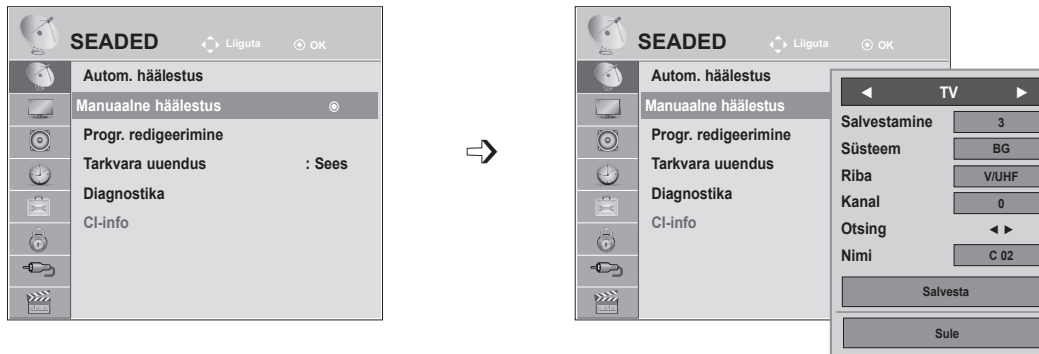 SEADED Liiguta OK
Autom. häälestus
Manuaalne häälestus
Progr. redigeerimine
Tarkvara uuendus : Sees
Diagnostika
CI-info
SEADED Liiguta OK
Autom. häälestus
Manuaalne häälestus
Progr. redigeerimine
Tarkvara uuendus
Diagnostika
CI-info
◄ TV ►
Salvestamine 3
Süsteem BG
Riba V/UHF
Kanal 0
Otsing ◄ ►
Nimi C 02
Salvesta
Sule